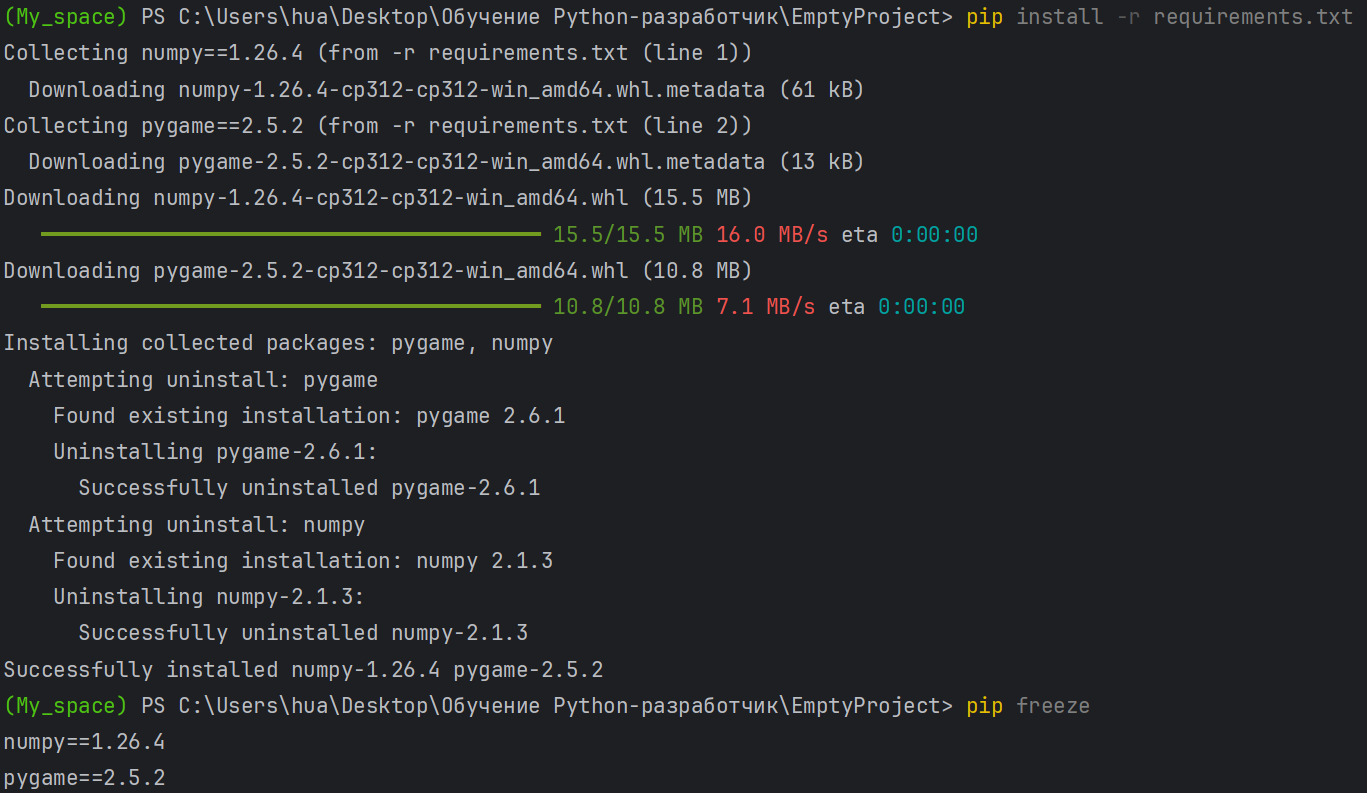 (My_space) PS C:\Users\hua\Desktop\Обучение Python-разработчик\EmptyProject> pip install -r requirements.txt
Collecting numpy==1.26.4 (from -r requirements.txt (line 1))
  Downloading numpy-1.26.4-cp312-cp312-win_amd64.whl.metadata (61 kB)
Collecting pygame==2.5.2 (from -r requirements.txt (line 2))
  Downloading pygame-2.5.2-cp312-cp312-win_amd64.whl.metadata (13 kB)
Downloading numpy-1.26.4-cp312-cp312-win_amd64.whl (15.5 MB)
15.5/15.5 MB 16.0 MB/s eta 0:00:00
Downloading pygame-2.5.2-cp312-cp312-win_amd64.whl (10.8 MB)
10.8/10.8 MB 7.1 MB/s eta 0:00:00
Installing collected packages: pygame, numpy
  Attempting uninstall: pygame
    Found existing installation: pygame 2.6.1
    Uninstalling pygame-2.6.1:
      Successfully uninstalled pygame-2.6.1
  Attempting uninstall: numpy
    Found existing installation: numpy 2.1.3
    Uninstalling numpy-2.1.3:
      Successfully uninstalled numpy-2.1.3
Successfully installed numpy-1.26.4 pygame-2.5.2
(My_space) PS C:\Users\hua\Desktop\Обучение Python-разработчик\EmptyProject> pip freeze
numpy==1.26.4
pygame==2.5.2